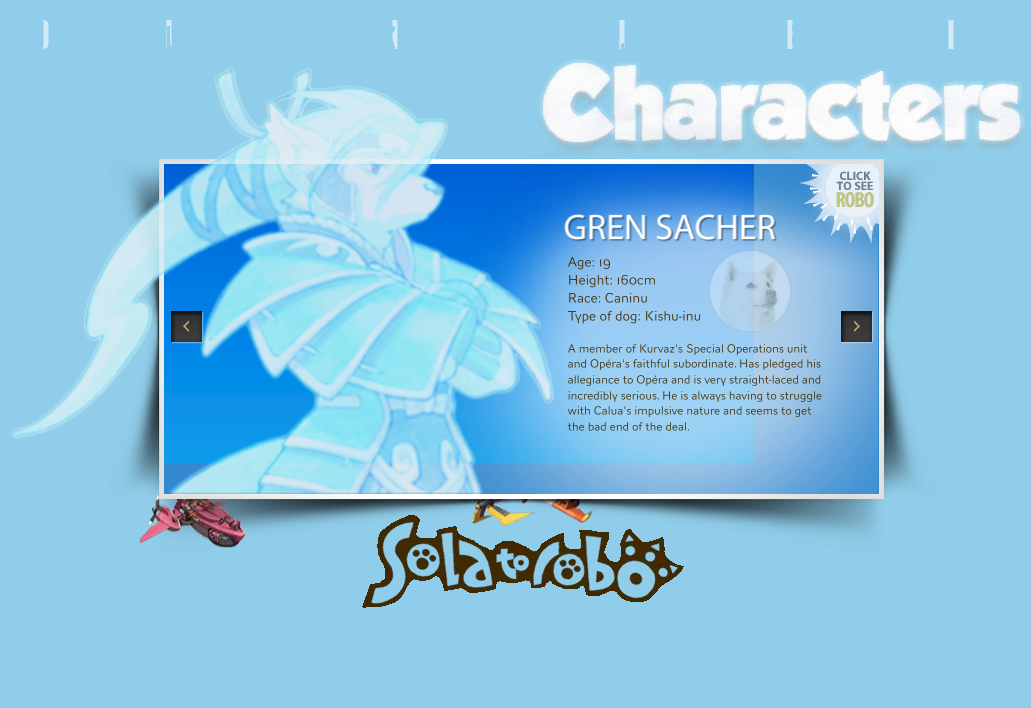 Characters
CLICK
TO SEE
ROBO
GREN SACHER
Age: 19
Height: 160cm
Race: Caninu
Type of dog: Kishu-inu
A member of Kurvaz's Special Operations unit
and Opéra's faithful subordinate. Has pledged his
allegiance to Opéra and is very straight-laced and
incredibly serious. He is always having to struggle
with Calua's impulsive nature and seems to get
the bad end of the deal.
Solatorobo